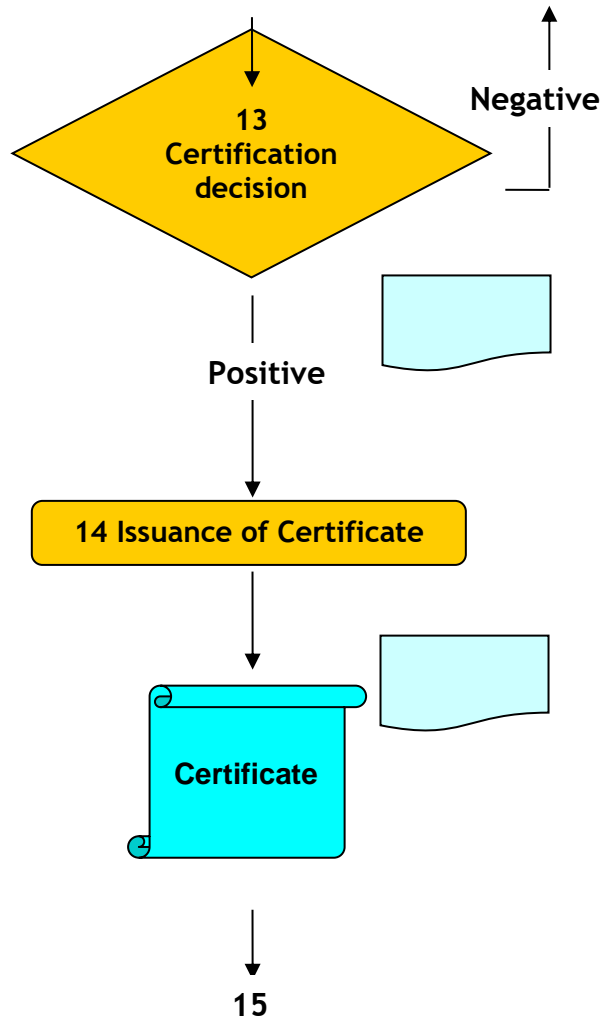 Negative
13
Certification
decision
Positive
14 Issuance of Certificate
Certificate
15